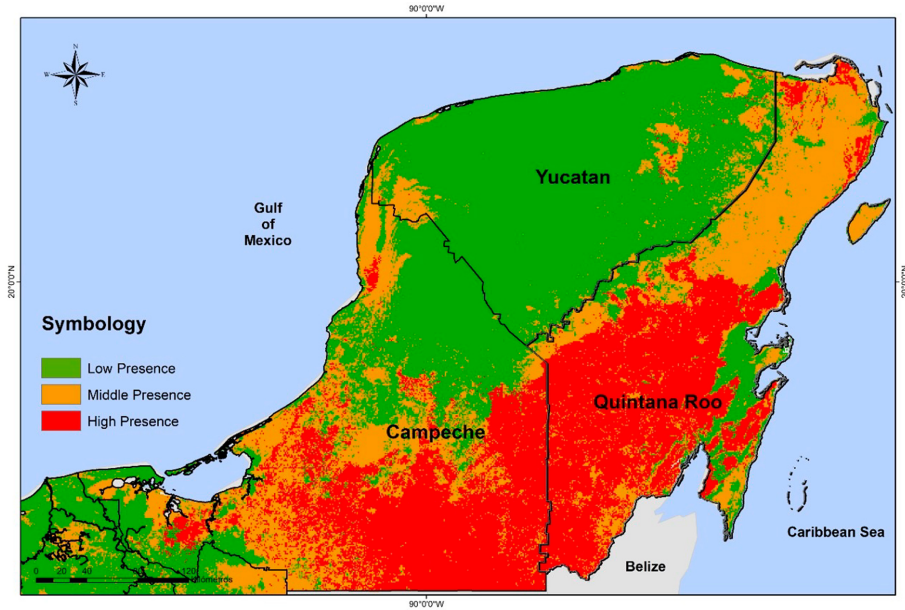 90°0'0"W
N
W
E
S
Yucatan
Gulf
of
Mexico
20°0'0"N
20°0'0"N
Symbology
Low Presence
Middle Presence
High Presence
Quintana Roo
Campeche
Caribbean Sea
Belize
0 20 40 80 120
Kilometers
90°0'0"W